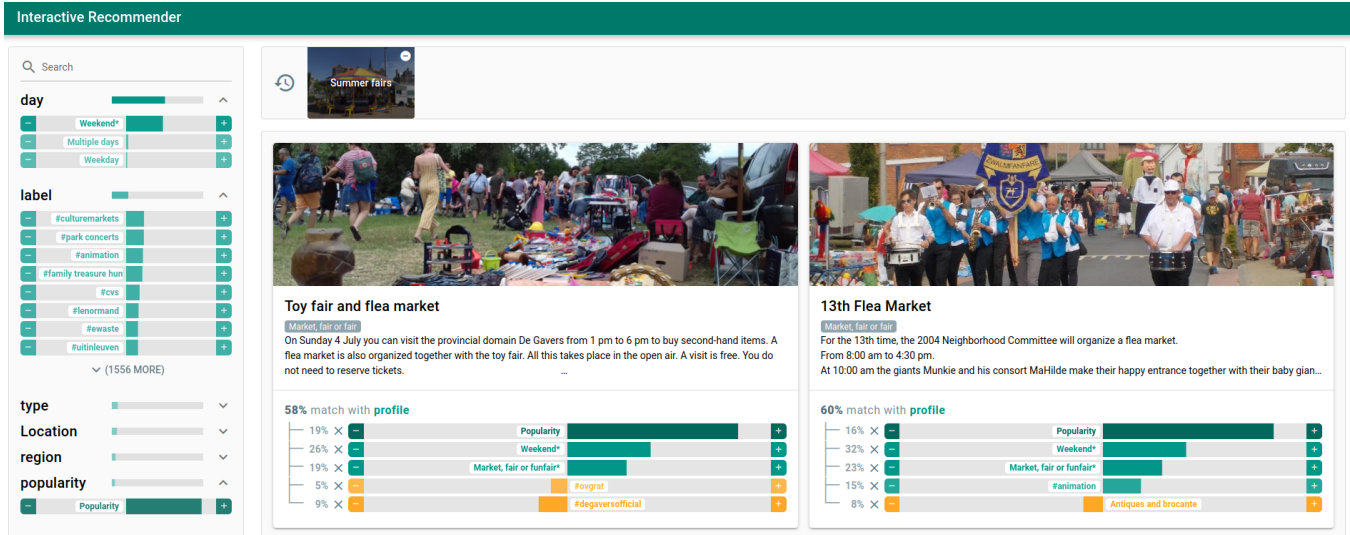 Interactive Recommender
Search
day
Weekend*
Multiple days
Weekday
label
#culturemarkets
#park concerts
#animation
#family treasure hun
#cvs
#lenormand
#ewaste
#uitinleuven
(1556 MORE)
type
Location
region
popularity
Popularity
Summer fairs
Toy fair and flea market
Market, fair or fair
On Sunday 4 July you can visit the provincial domain De Gavers from 1 pm to 6 pm to buy second-hand items. A
flea market is also organized together with the toy fair. All this takes place in the open air. A visit is free. You do
not need to reserve tickets. ...
58% match with profile
19% × − Popularity +
26% × − Weekend* +
19% × − Market, fair or funfair* +
5% × − #ovgrat +
9% × − #degaversofficial +
ZWALMFANFARE
13th Flea Market
Market, fair or fair
For the 13th time, the 2004 Neighborhood Committee will organize a flea market.
From 8:00 am to 4:30 pm.
At 10:00 am the giants Munkie and his consort MaHilde make their happy entrance together with their baby gian...
60% match with profile
16% × − Popularity +
32% × − Weekend* +
23% × − Market, fair or funfair* +
15% × − #animation +
8% × − Antiques and brocante +